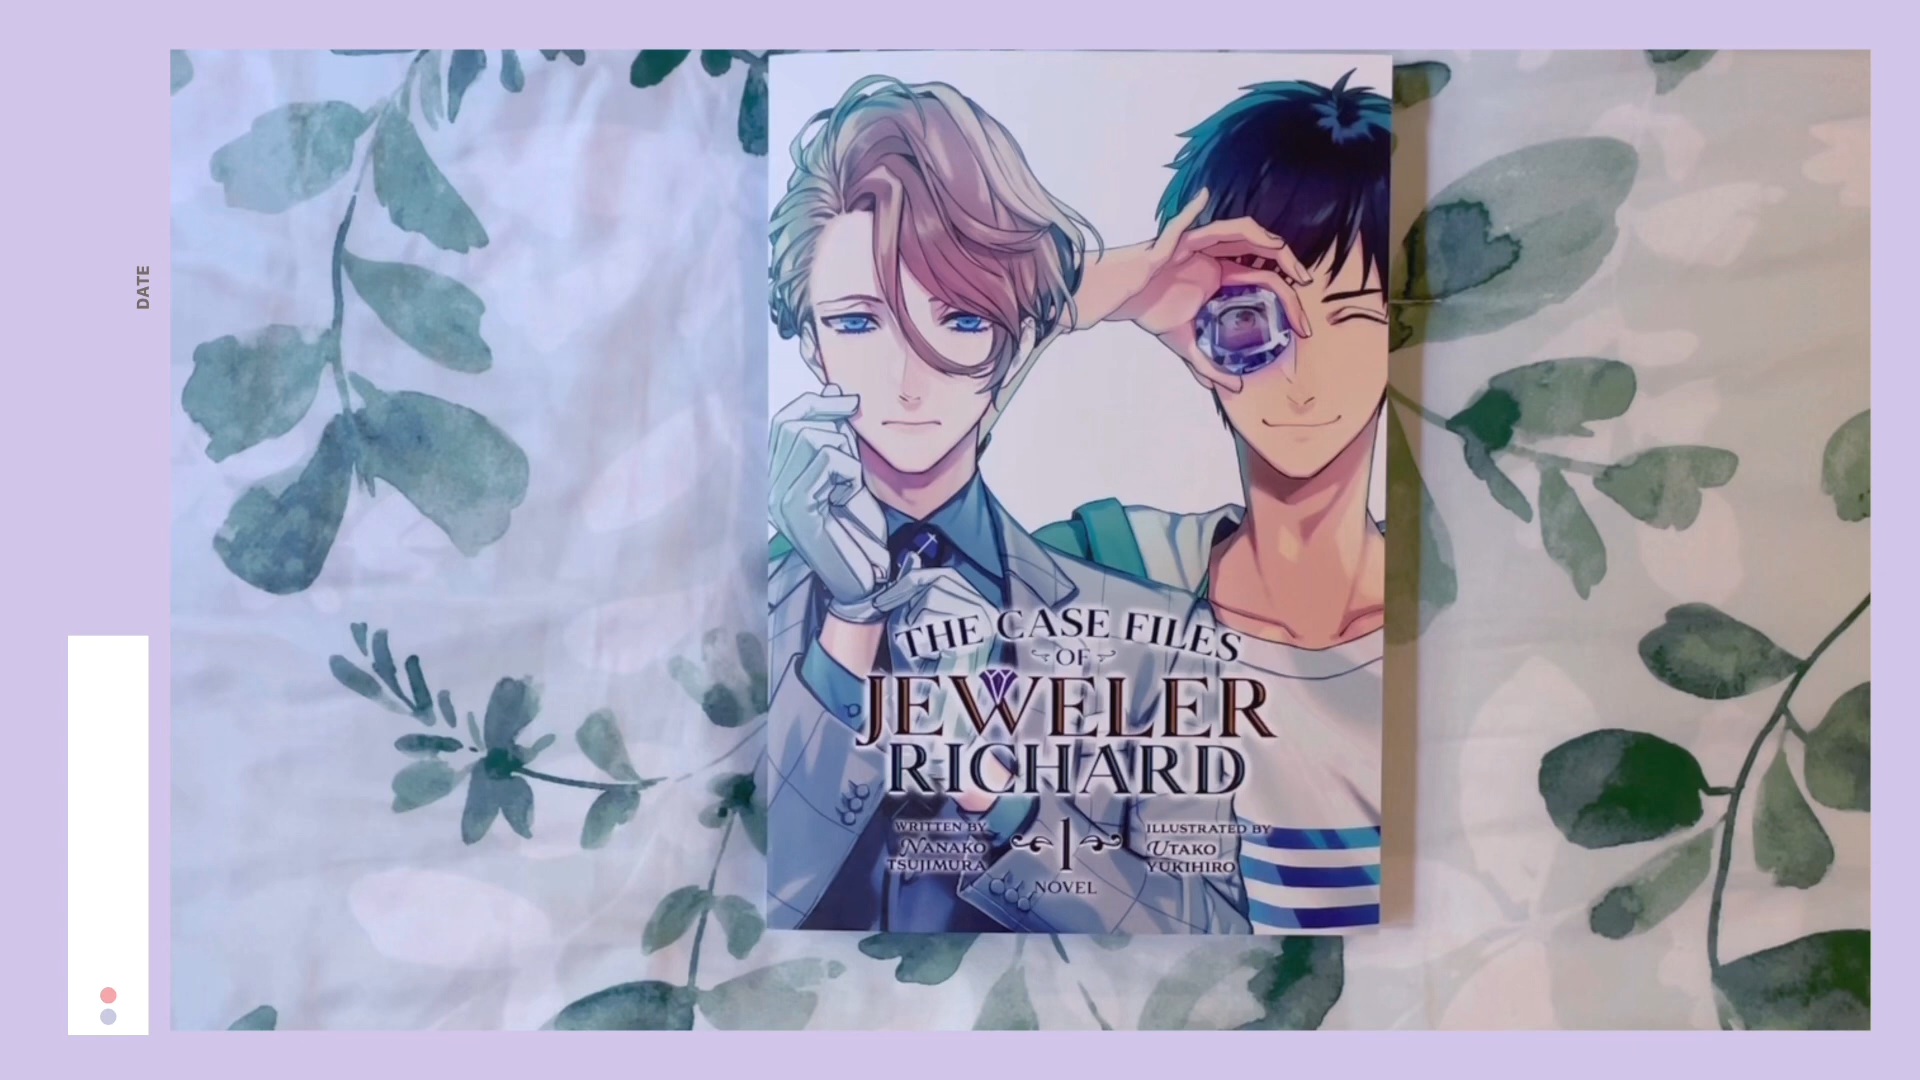 DATE
THE CASE FILES
OF
JEWELER
RICHARD
WRITTEN BY
NANAKO
TSUJIMURA
1
NOVEL
ILLUSTRATED BY
UTAKO
YUKIHIRO